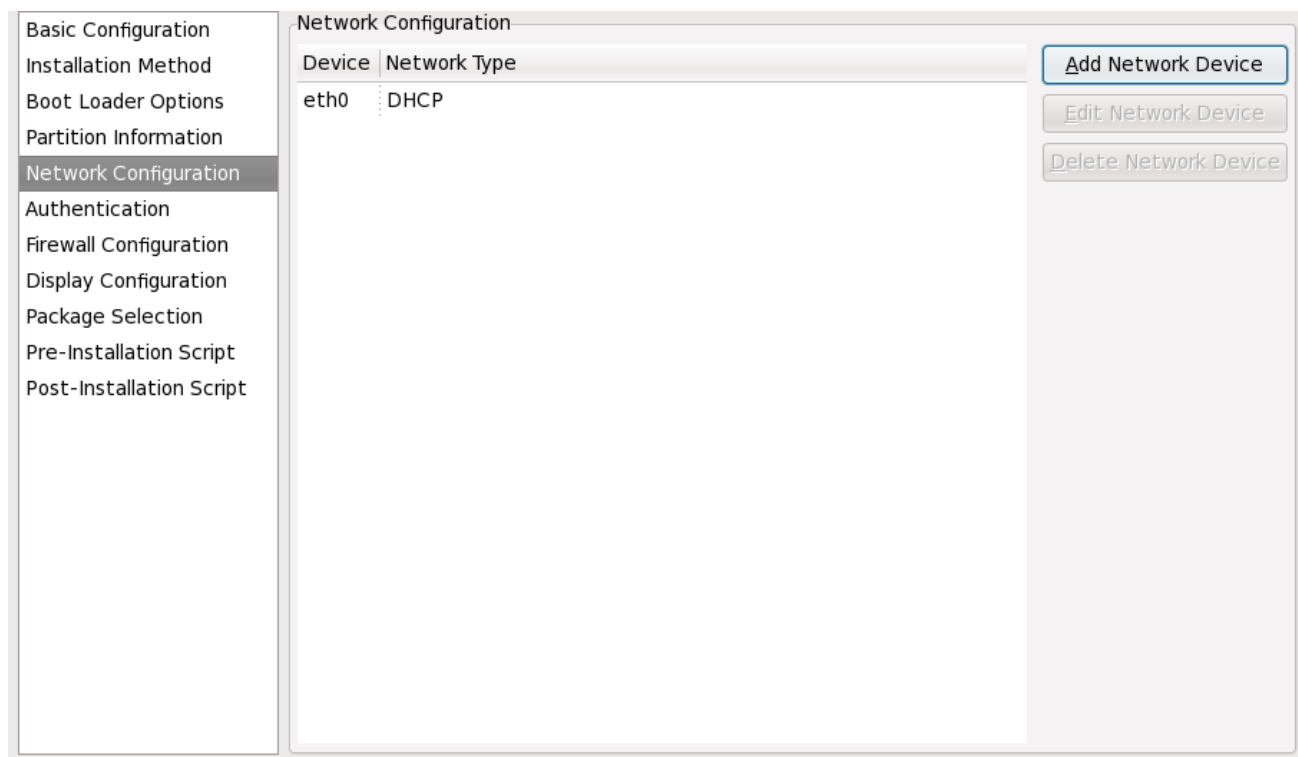 Basic Configuration
Installation Method
Boot Loader Options
Partition Information
Network Configuration
Authentication
Firewall Configuration
Display Configuration
Package Selection
Pre-Installation Script
Post-Installation Script
Network Configuration
Device Network Type
eth0 DHCP
Add Network Device
Edit Network Device
Delete Network Device